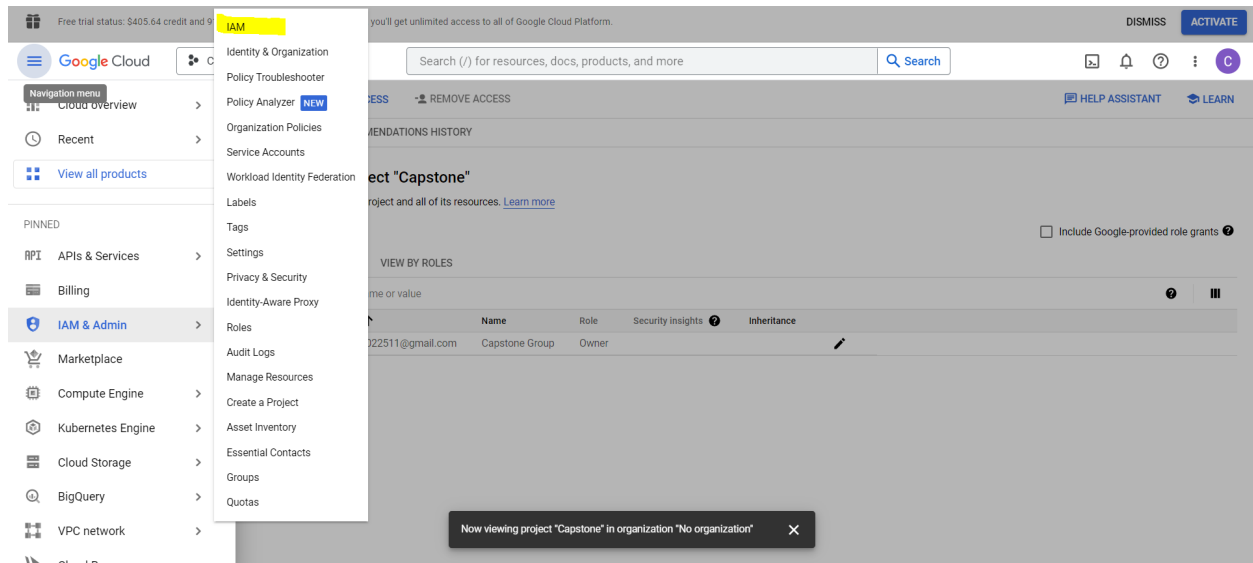 Free trial status: $405.64 credit and 9
you'll get unlimited access to all of Google Cloud Platform.
DISMISS
ACTIVATE
Google Cloud
C
Search (/) for resources, docs, products, and more
Search
C
Navigation menu
Cloud overview
Recent
View all products
PINNED
API APIs & Services
Billing
IAM & Admin
Marketplace
Compute Engine
Kubernetes Engine
Cloud Storage
BigQuery
VPC network
IAM
Identity & Organization
Policy Troubleshooter
Policy Analyzer NEW
Organization Policies
Service Accounts
Workload Identity Federation
Labels
Tags
Settings
Privacy & Security
Identity-Aware Proxy
Roles
Audit Logs
Manage Resources
Create a Project
Asset Inventory
Essential Contacts
Groups
Quotas
CESS
REMOVE ACCESS
HELP ASSISTANT
LEARN
MENDATIONS HISTORY
ect "Capstone"
roject and all of its resources. Learn more
Include Google-provided role grants
VIEW BY ROLES
me or value
Name Role Security insights Inheritance
022511@gmail.com Capstone Group Owner
Now viewing project "Capstone" in organization "No organization"